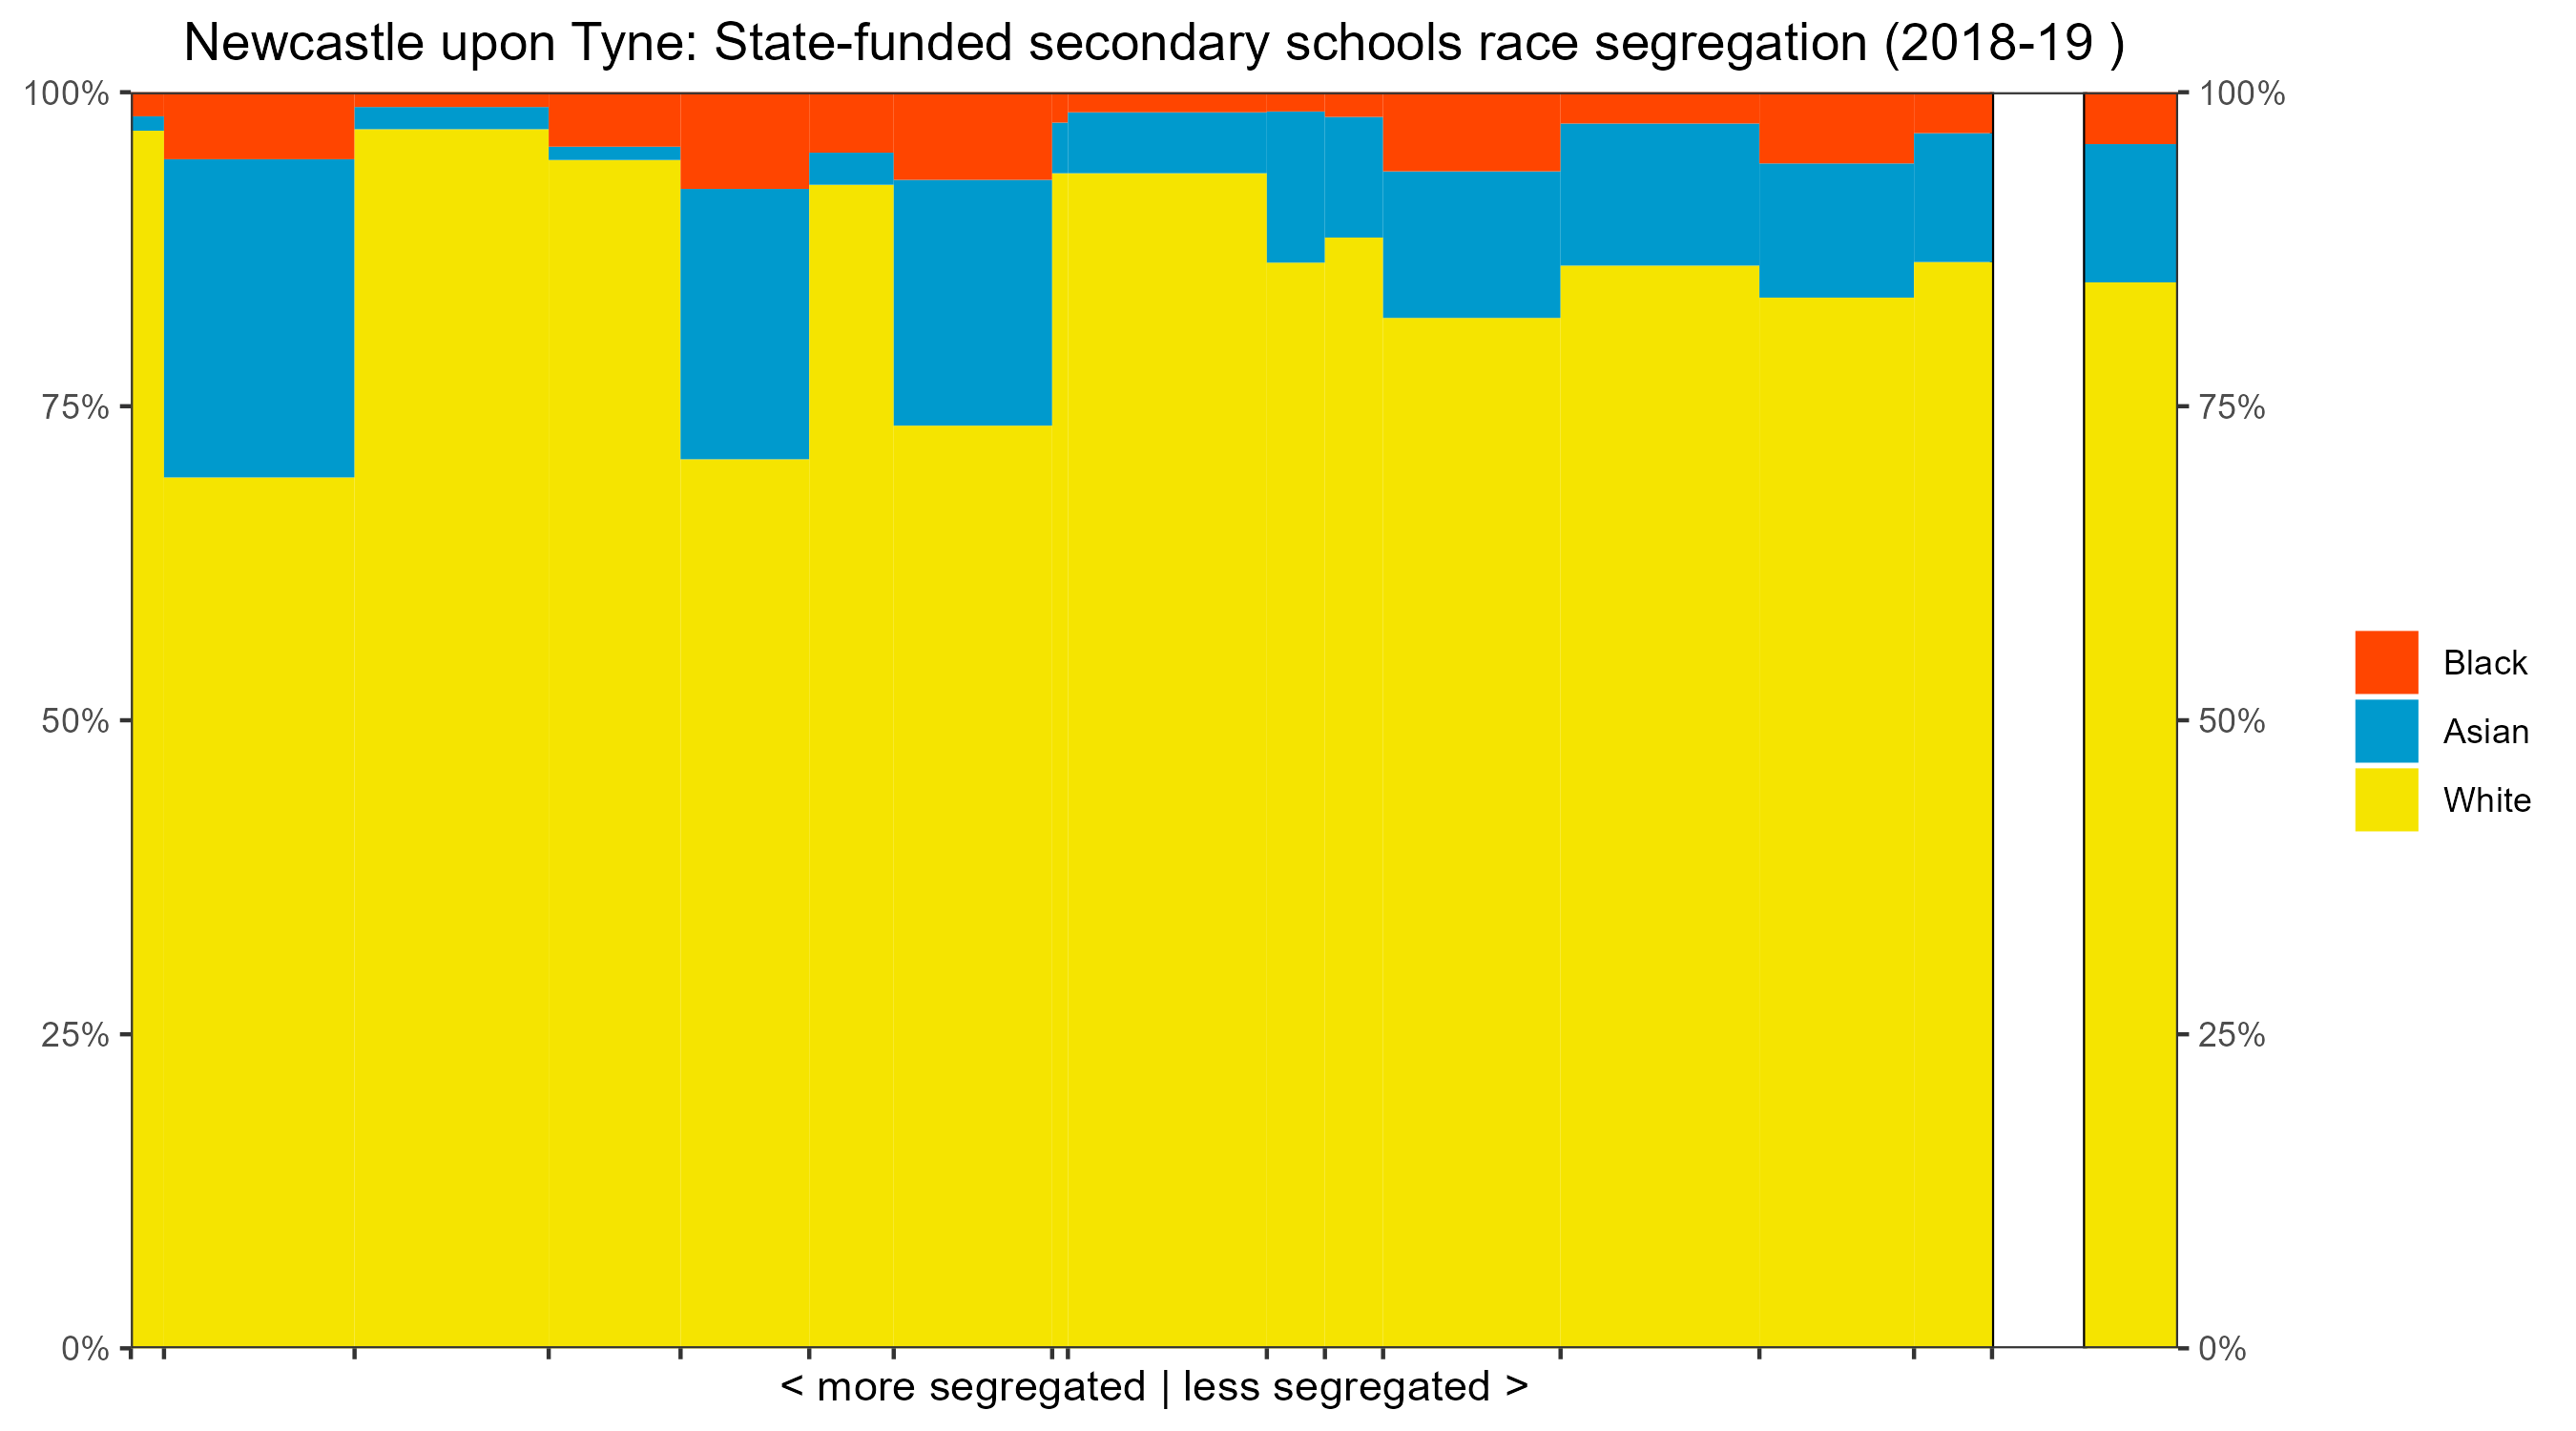 Newcastle upon Tyne: State-funded secondary schools race segregation (2018-19 )
100%
75%
50%
25%
0%
100%
75%
50%
25%
0%
Black
Asian
White
< more segregated | less segregated >